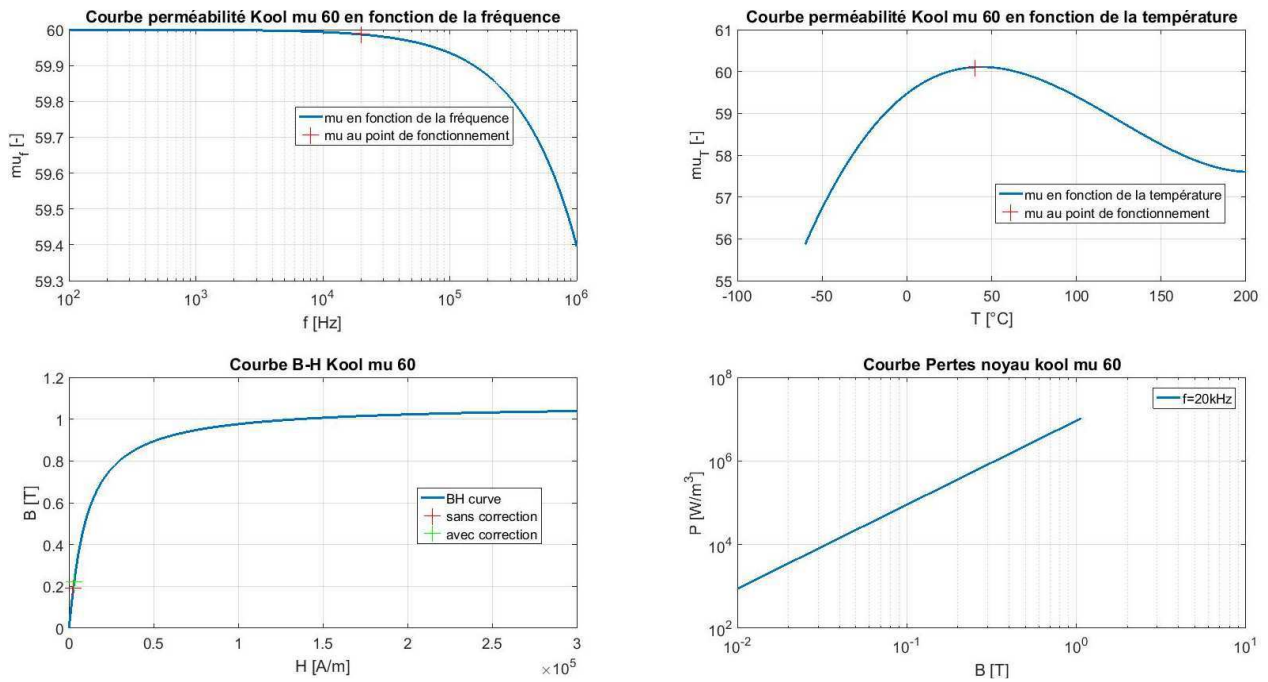 Courbe perméabilité Kool mu 60 en fonction de la fréquence
60
59.9
59.8
59.7
59.6
59.5
59.4
59.3
mu_f [-]
mu en fonction de la fréquence
mu au point de fonctionnement
10^2 10^3 10^4 10^5 10^6
f [Hz]
Courbe perméabilité Kool mu 60 en fonction de la température
61
60
59
58
57
56
55
mu_T [-]
mu en fonction de la température
mu au point de fonctionnement
-100 -50 0 50 100 150 200
T [°C]
Courbe B-H Kool mu 60
1.2
1
0.8
0.6
0.4
0.2
0
B [T]
BH curve
sans correction
avec correction
0 0.5 1 1.5 2 2.5 3
H [A/m]
×10^5
Courbe Pertes noyau kool mu 60
10^8
10^6
10^4
10^2
P [W/m^3]
f=20kHz
10^-2 10^-1 10^0 10^1
B [T]